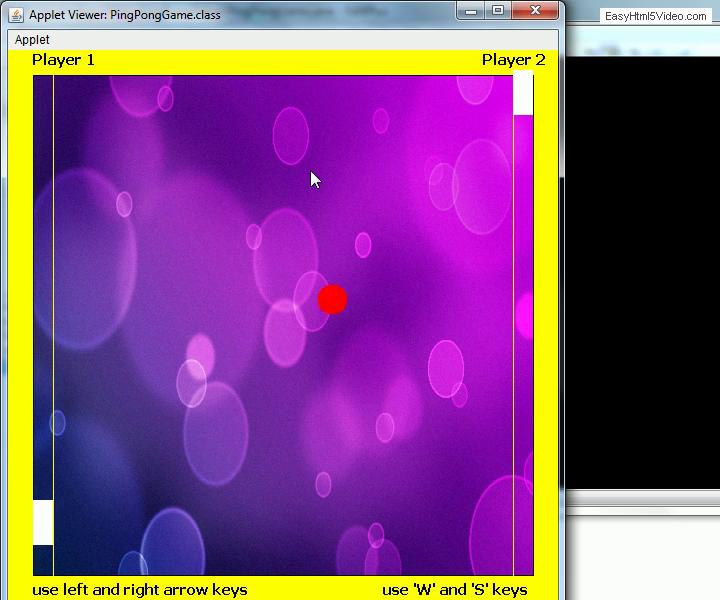 Applet Viewer: PingPongGame.class
EasyHtml5Video.com
Applet
Player 1
Player 2
use left and right arrow keys
use 'W' and 'S' keys